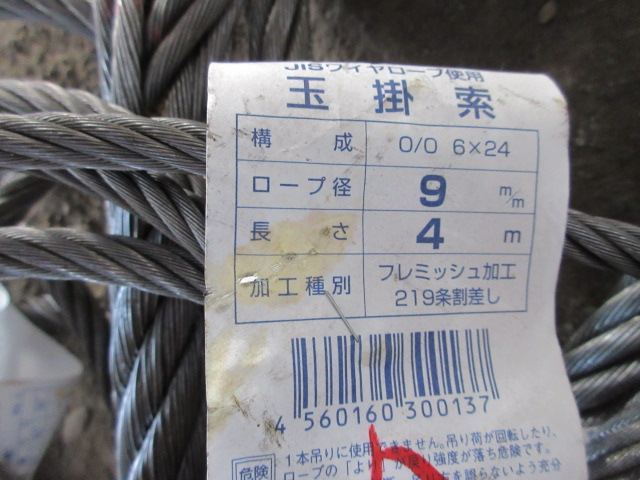 JISワイヤロープ使用
玉掛索
構成 O/O 6×24
ロープ径 9 m/m
長さ 4 m
加工種別 フレミッシュ加工
219条割差し
4 560160 300137
危険 1本吊りに使用できません。吊り荷が回転したり、
ロープの「より」が戻り強度が落ち危険です。